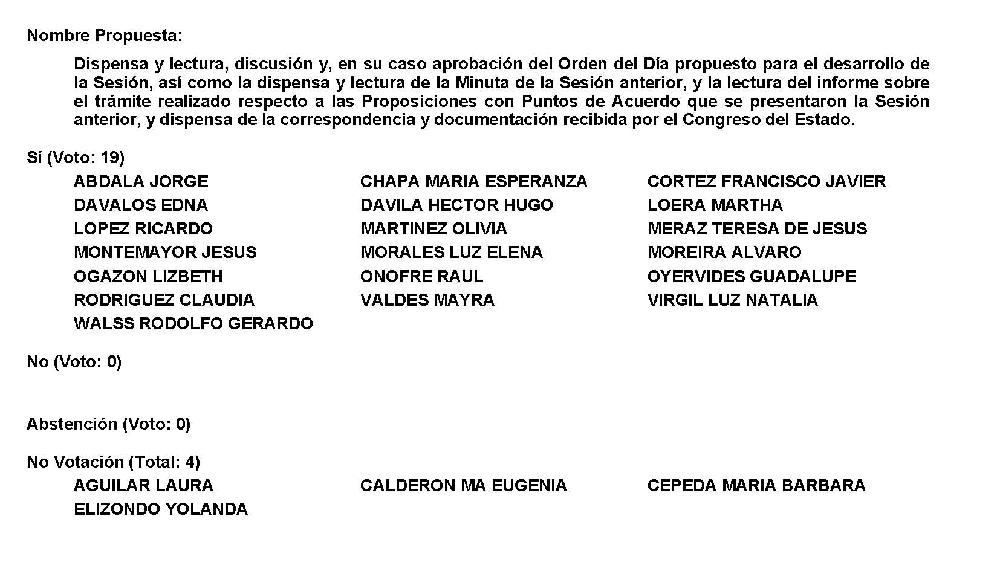 Nombre Propuesta:
Dispensa y lectura, discusión y, en su caso aprobación del Orden del Día propuesto para el desarrollo de
la Sesión, así como la dispensa y lectura de la Minuta de la Sesión anterior, y la lectura del informe sobre
el trámite realizado respecto a las Proposiciones con Puntos de Acuerdo que se presentaron la Sesión
anterior, y dispensa de la correspondencia y documentación recibida por el Congreso del Estado.
Sí (Voto: 19)
ABDALA JORGE CHAPA MARIA ESPERANZA CORTEZ FRANCISCO JAVIER
DAVALOS EDNA DAVILA HECTOR HUGO LOERA MARTHA
LOPEZ RICARDO MARTINEZ OLIVIA MERAZ TERESA DE JESUS
MONTEMAYOR JESUS MORALES LUZ ELENA MOREIRA ALVARO
OGAZON LIZBETH ONOFRE RAUL OYERVIDES GUADALUPE
RODRIGUEZ CLAUDIA VALDES MAYRA VIRGIL LUZ NATALIA
WALSS RODOLFO GERARDO
No (Voto: 0)
Abstención (Voto: 0)
No Votación (Total: 4)
AGUILAR LAURA CALDERON MA EUGENIA CEPEDA MARIA BARBARA
ELIZONDO YOLANDA